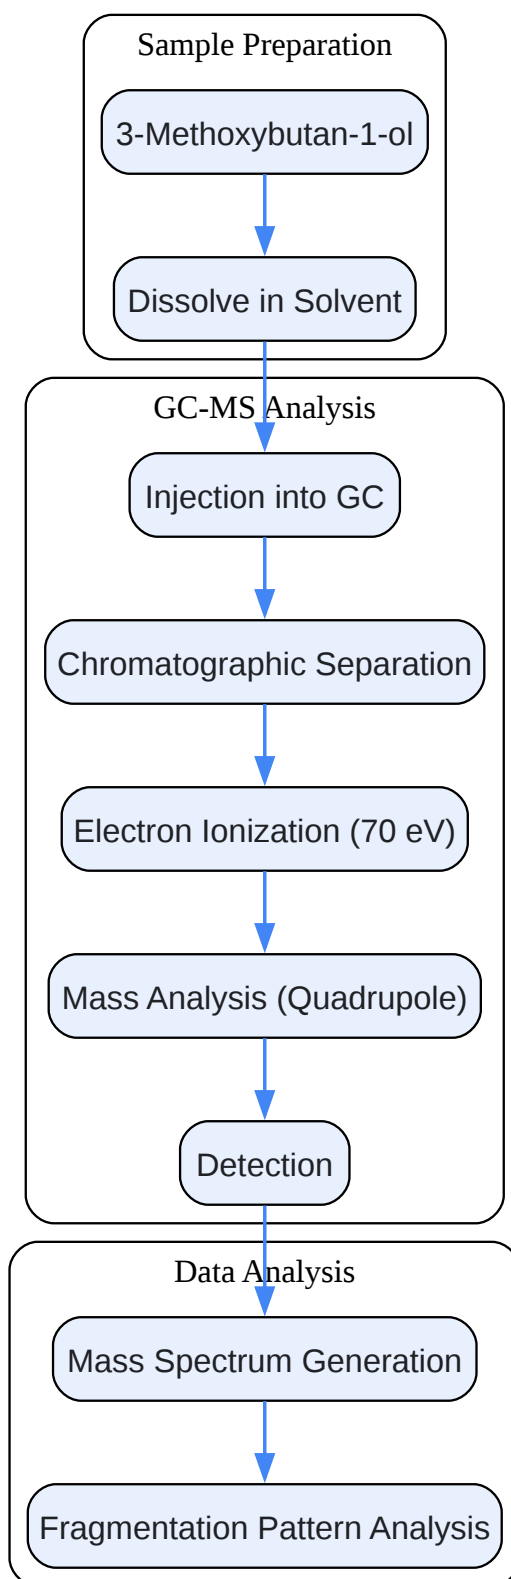 Sample Preparation
3-Methoxybutan-1-ol
Dissolve in Solvent
GC-MS Analysis
Injection into GC
Chromatographic Separation
Electron Ionization (70 eV)
Mass Analysis (Quadrupole)
Detection
Data Analysis
Mass Spectrum Generation
Fragmentation Pattern Analysis